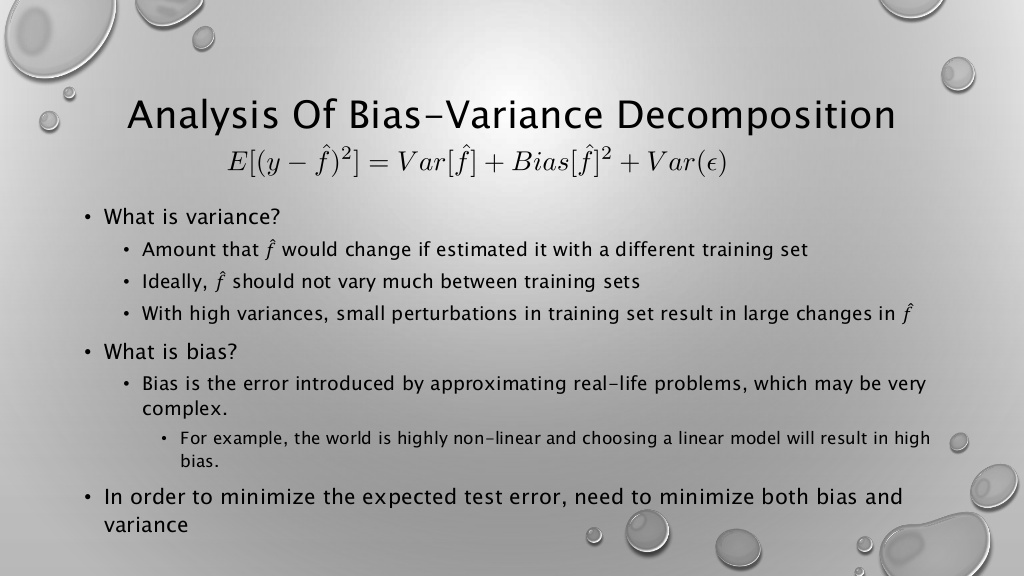 Analysis Of Bias-Variance Decomposition
E[(y − f̂)²] = Var[f̂] + Bias[f̂]² + Var(ϵ)
• What is variance?
• Amount that f̂ would change if estimated it with a different training set
• Ideally, f̂ should not vary much between training sets
• With high variances, small perturbations in training set result in large changes in f̂
• What is bias?
• Bias is the error introduced by approximating real-life problems, which may be very
complex.
• For example, the world is highly non-linear and choosing a linear model will result in high
bias.
• In order to minimize the expected test error, need to minimize both bias and
variance